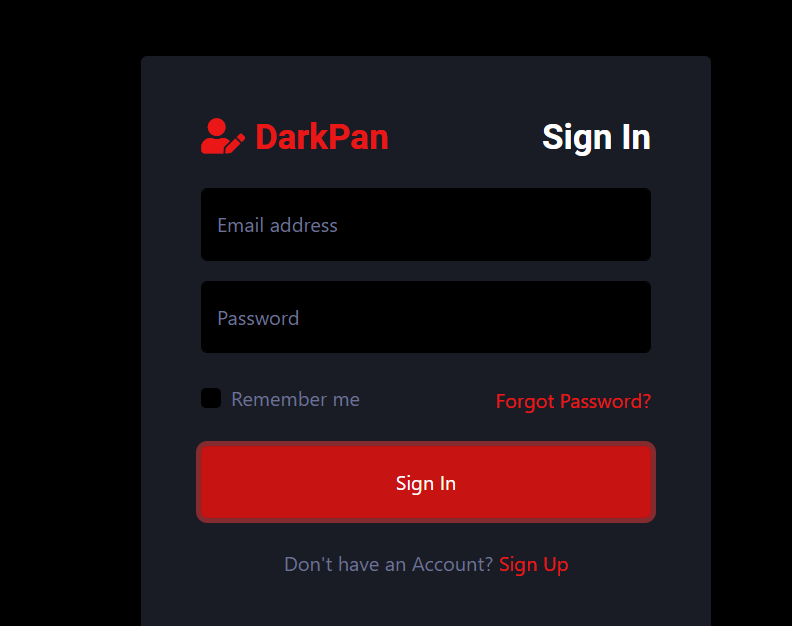 DarkPan Sign In
Email address
Password
Remember me Forgot Password?
Sign In
Don't have an Account? Sign Up